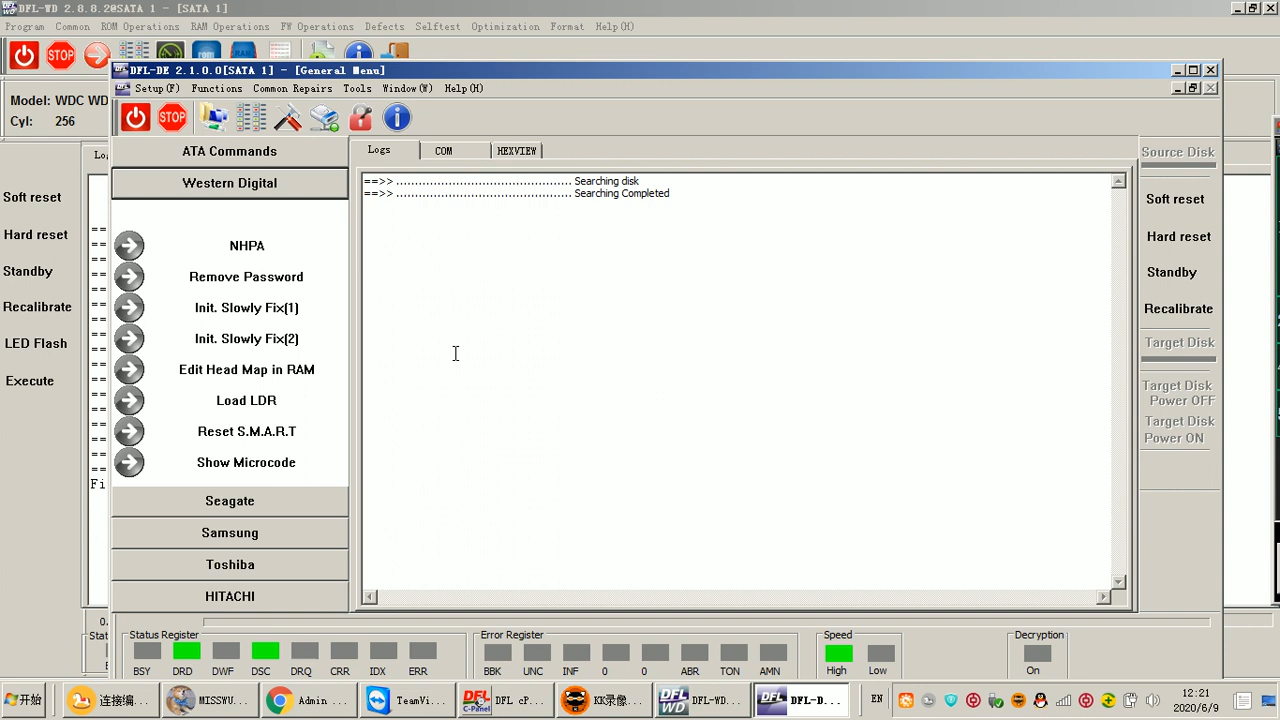 DFL-WD 2.8.8.2@SATA 1 - [SATA 1]
Program Common ROM Operations RAM Operations FW Operations Defects Selftest Optimization Format Help(H)
Model: WDC WD
Cyl: 256
DFL-DE 2.1.0.0[SATA 1] - [General Menu]
Setup(F) Functions Common Repairs Tools Window(W) Help(H)
STOP
STOP
Soft reset
Hard reset
Standby
Recalibrate
LED Flash
Execute
Fi
ATA Commands
Western Digital
NHPA
Remove Password
Init. Slowly Fix(1)
Init. Slowly Fix(2)
Edit Head Map in RAM
Load LDR
Reset S.M.A.R.T
Show Microcode
Seagate
Samsung
Toshiba
HITACHI
Logs COM HEXVIEW
==>> .............................................. Searching disk
==>> .............................................. Searching Completed
Source Disk
Soft reset
Hard reset
Standby
Recalibrate
Target Disk
Target Disk
Power OFF
Target Disk
Power ON
Status Register
BSY DRD DWF DSC DRQ CRR IDX ERR
Error Register
BBK UNC INF 0 0 ABR TON AMN
Speed
High Low
Decryption
On
开始 连接编... MISSWV... Admin TeamVi... DFL cP... KK录像... DFL-WD... DFL-D...
EN
12:21
2020/6/9